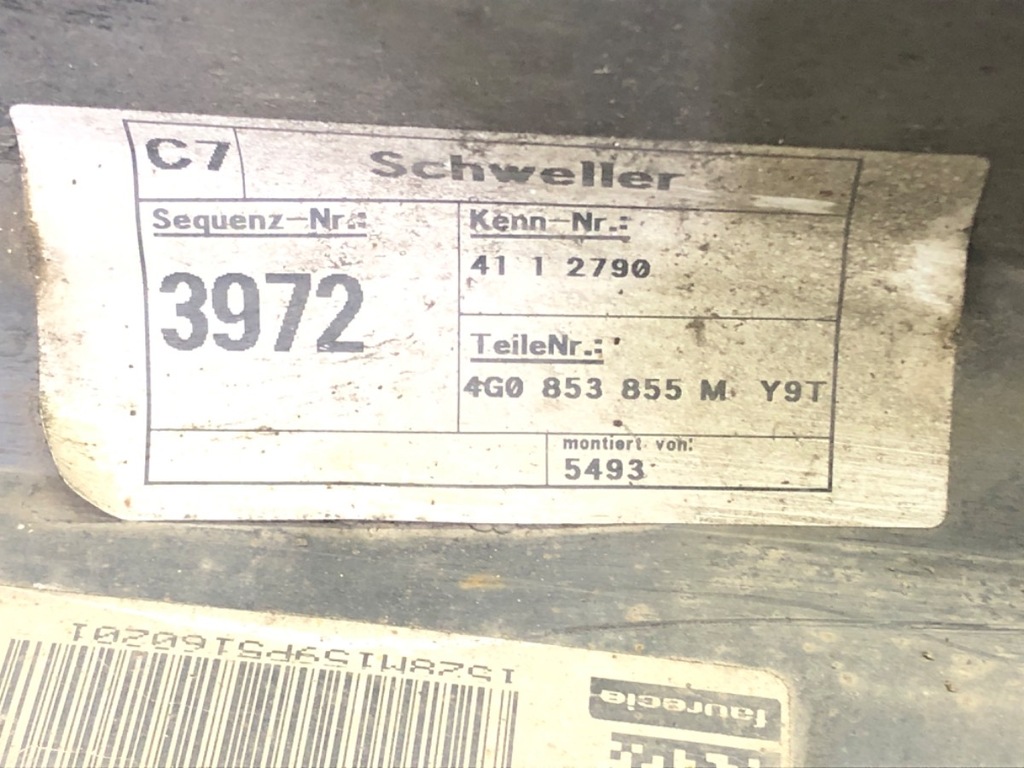 C7 Schweller
Sequenz-Nr.:
3972
Kenn-Nr.:
41 1 2790
TeileNr.:
4G0 853 855 M Y9T
montiert von:
5493
1528M159P5160201
faurecia